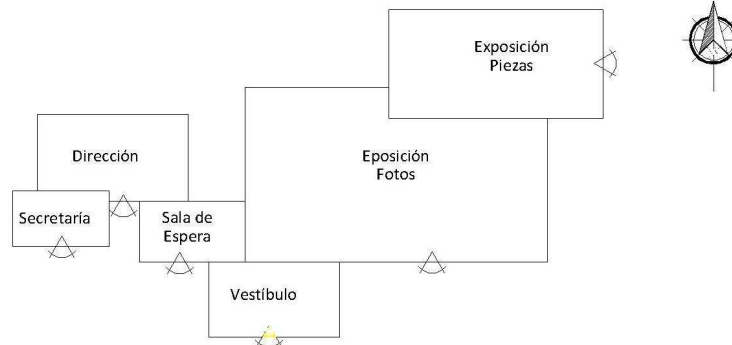 Exposición
Piezas
Dirección
Eposición
Fotos
Secretaría
Sala de
Espera
Vestíbulo